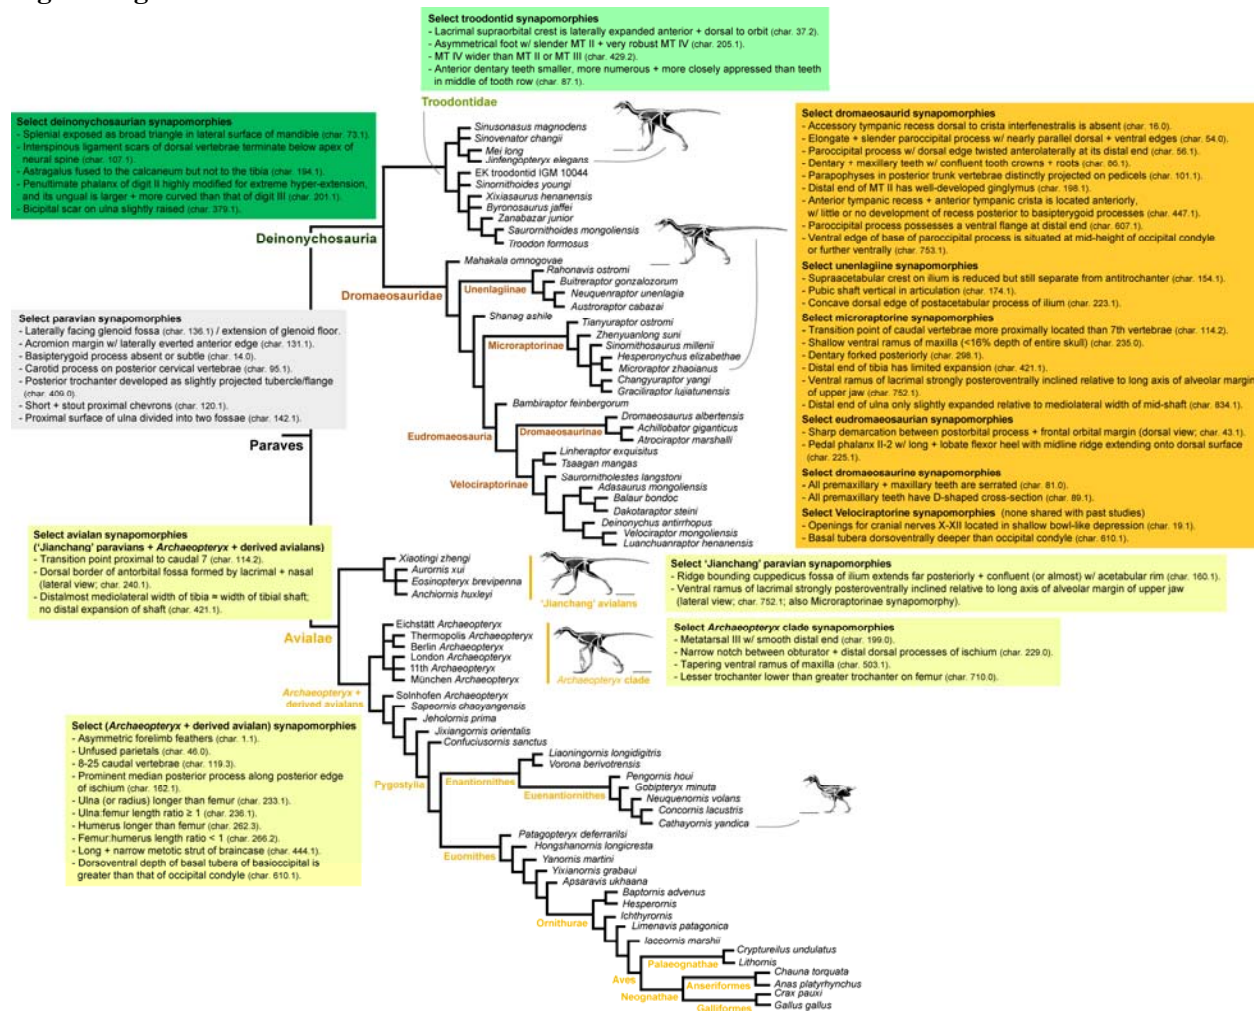 Select troodontid synapomorphies
- Lacrimal supraorbital crest is laterally expanded anterior + dorsal to orbit (char. 37.2).
- Asymmetrical foot w/ slender MT II + very robust MT IV (char. 205.1).
- MT IV wider than MT II or MT III (char. 429.2).
- Anterior dentary teeth smaller, more numerous + more closely appressed than teeth
in middle of tooth row (char. 87.1).
Select deinonychosaurian synapomorphies
- Splenial exposed as broad triangle in lateral surface of mandible (char. 73.1).
- Interspinous ligament scars of dorsal vertebrae terminate below apex of
neural spine (char. 107.1).
- Astragalus fused to the calcaneum but not to the tibia (char. 194.1).
- Penultimate phalanx of digit II highly modified for extreme hyper-extension,
and its ungual is larger + more curved than that of digit III (char. 201.1).
- Bicipital scar on ulna slightly raised (char. 379.1).
Deinonychosauria
Troodontidae
Sinusonasus magnodens
Sinovenator changii
Mei long
Jinfengopteryx elegans
EK troodontid IGM 10044
Sinornithoides youngi
Xixiasaurus henanensis
Byronosaurus jaffei
Zanabazar junior
Saurornithoides mongoliensis
Troodon formosus
Dromaeosauridae
Mahakala omnogovae
Unenlagiinae
Rahonavis ostromi
Buitreraptor gonzalozorum
Neuquenraptor unenlagia
Austroraptor cabazai
Shanag ashile
Microraptorinae
Tianyuraptor ostromi
Zhenyuanlong suni
Sinornithosaurus millenii
Hesperonychus elizabethae
Microraptor zhaoianus
Changyuraptor yangi
Graciliraptor lujiatunensis
Bambiraptor feinbergorum
Eudromaeosauria
Dromaeosaurinae
Dromaeosaurus albertensis
Achillobator giganticus
Atrociraptor marshalli
Linheraptor exquisitus
Tsaagan mangas
Velociraptorinae
Saurornitholestes langstoni
Adasaurus mongoliensis
Balaur bondoc
Dakotaraptor steini
Deinonychus antirrhopus
Velociraptor mongoliensis
Luanchuanraptor henanensis
Select dromaeosaurid synapomorphies
- Accessory tympanic recess dorsal to crista interfenestralis is absent (char. 16.0).
- Elongate + slender paroccipital process w/ nearly parallel dorsal + ventral edges (char. 54.0).
- Paroccipital process w/ dorsal edge twisted anterolaterally at its distal end (char. 56.1).
- Dentary + maxillary teeth w/ confluent tooth crowns + roots (char. 86.1).
- Parapophyses in posterior trunk vertebrae distinctly projected on pedicels (char. 101.1).
- Distal end of MT II has well-developed ginglymus (char. 198.1).
- Anterior tympanic recess + anterior tympanic crista is located anteriorly,
w/ little or no development of recess posterior to basipterygoid processes (char. 447.1).
- Paroccipital process possesses a ventral flange at distal end (char. 607.1).
- Ventral edge of base of paroccipital process is situated at mid-height of occipital condyle
or further ventrally (char. 753.1).
Select unenlagiine synapomorphies
- Supraacetabular crest on ilium is reduced but still separate from antitrochanter (char. 154.1).
- Pubic shaft vertical in articulation (char. 174.1).
- Concave dorsal edge of postacetabular process of ilium (char. 223.1).
Select microraptorine synapomorphies
- Transition point of caudal vertebrae more proximally located than 7th vertebrae (char. 114.2).
- Shallow ventral ramus of maxilla (<16% depth of entire skull) (char. 235.0).
- Dentary forked posteriorly (char. 298.1).
- Distal end of tibia has limited expansion (char. 421.1).
- Ventral ramus of lacrimal strongly posteroventrally inclined relative to long axis of alveolar margin
of upper jaw (char. 752.1).
- Distal end of ulna only slightly expanded relative to mediolateral width of mid-shaft (char. 834.1).
Select eudromaeosaurian synapomorphies
- Sharp demarcation between postorbital process + frontal orbital margin (dorsal view; char. 43.1).
- Pedal phalanx II-2 w/ long + lobate flexor heel with midline ridge extending onto dorsal surface
(char. 225.1).
Select dromaeosaurine synapomorphies
- All premaxillary + maxillary teeth are serrated (char. 81.0).
- All premaxillary teeth have D-shaped cross-section (char. 89.1).
Select Velociraptorinae synapomorphies (none shared with past studies)
- Openings for cranial nerves X-XII located in shallow bowl-like depression (char. 19.1).
- Basal tubera dorsoventrally deeper than occipital condyle (char. 610.1).
Select paravian synapomorphies
- Laterally facing glenoid fossa (char. 136.1) / extension of glenoid floor.
- Acromion margin w/ laterally everted anterior edge (char. 131.1).
- Basipterygoid process absent or subtle (char. 14.0).
- Carotid process on posterior cervical vertebrae (char. 95.1).
- Posterior trochanter developed as slightly projected tubercle/flange
(char. 409.0)
- Short + stout proximal chevrons (char. 120.1).
- Proximal surface of ulna divided into two fossae (char. 142.1).
Paraves
Select avialan synapomorphies
('Jianchang' paravians + Archaeopteryx + derived avialans)
- Transition point proximal to caudal 7 (char. 114.2).
- Dorsal border of antorbital fossa formed by lacrimal + nasal
(lateral view; char. 240.1).
- Distalmost mediolateral width of tibia ≈ width of tibial shaft;
no distal expansion of shaft (char. 421.1).
Avialae
Xiaotingi zhengi
Aurornis xui
Eosinopteryx brevipenna
Anchiornis huxleyi
'Jianchang' avialans
Select 'Jianchang' paravian synapomorphies
- Ridge bounding cuppedicus fossa of ilium extends far posteriorly + confluent (or almost) w/ acetabular rim (char. 160.1).
- Ventral ramus of lacrimal strongly posteroventrally inclined relative to long axis of alveolar margin of upper jaw
(lateral view; char. 752.1; also Microraptorinae synapomorphy).
Eichstätt Archaeopteryx
Thermopolis Archaeopteryx
Berlin Archaeopteryx
London Archaeopteryx
11th Archaeopteryx
München Archaeopteryx
Archaeopteryx clade
Select Archaeopteryx clade synapomorphies
- Metatarsal III w/ smooth distal end (char. 199.0).
- Narrow notch between obturator + distal dorsal processes of ischium (char. 229.0).
- Tapering ventral ramus of maxilla (char. 503.1).
- Lesser trochanter lower than greater trochanter on femur (char. 710.0).
Archaeopteryx +
derived avialans
Solnhofen Archaeopteryx
Sapeornis chaoyangensis
Jeholornis prima
Jixiangornis orientalis
Confuciusornis sanctus
Select (Archaeopteryx + derived avialan) synapomorphies
- Asymmetric forelimb feathers (char. 1.1).
- Unfused parietals (char. 46.0).
- 8-25 caudal vertebrae (char. 119.3).
- Prominent median posterior process along posterior edge
of ischium (char. 162.1).
- Ulna (or radius) longer than femur (char. 233.1).
- Ulna:femur length ratio ≥ 1 (char. 236.1).
- Humerus longer than femur (char. 262.3).
- Femur:humerus length ratio < 1 (char. 266.2).
- Long + narrow metotic strut of braincase (char. 444.1).
- Dorsoventral depth of basal tubera of basioccipital is
greater than that of occipital condyle (char. 610.1).
Pygostylia
Enantiornithes
Liaoningornis longidigitris
Vorona berivotrensis
Euenantiornithes
Pengornis houi
Gobipteryx minuta
Neuquenornis volans
Concornis lacustris
Cathayornis yandica
Euornithes
Patagopteryx deferrariisi
Hongshanornis longicresta
Yanornis martini
Yixianornis grabaui
Apsaravis ukhaana
Ornithurae
Baptornis advenus
Hesperornis
Ichthyrornis
Limenavis patagonica
Iaceornis marshii
Aves
Palaeognathae
Cryptureilus undulatus
Lithornis
Neognathae
Anseriformes
Chauna torquata
Anas platyrhynchus
Galliformes
Crax pauxi
Gallus gallus